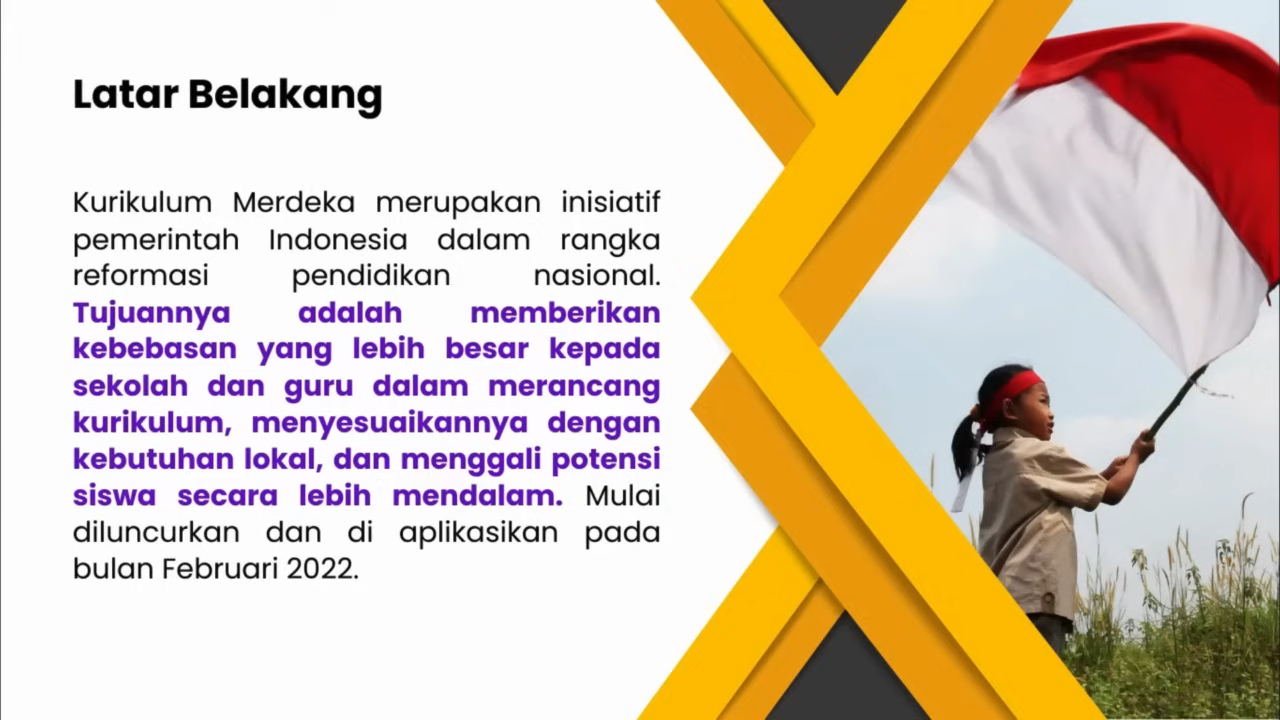 Latar Belakang
Kurikulum Merdeka merupakan inisiatif
pemerintah Indonesia dalam rangka
reformasi pendidikan nasional.
Tujuannya adalah memberikan
kebebasan yang lebih besar kepada
sekolah dan guru dalam merancang
kurikulum, menyesuaikannya dengan
kebutuhan lokal, dan menggali potensi
siswa secara lebih mendalam. Mulai
diluncurkan dan di aplikasikan pada
bulan Februari 2022.